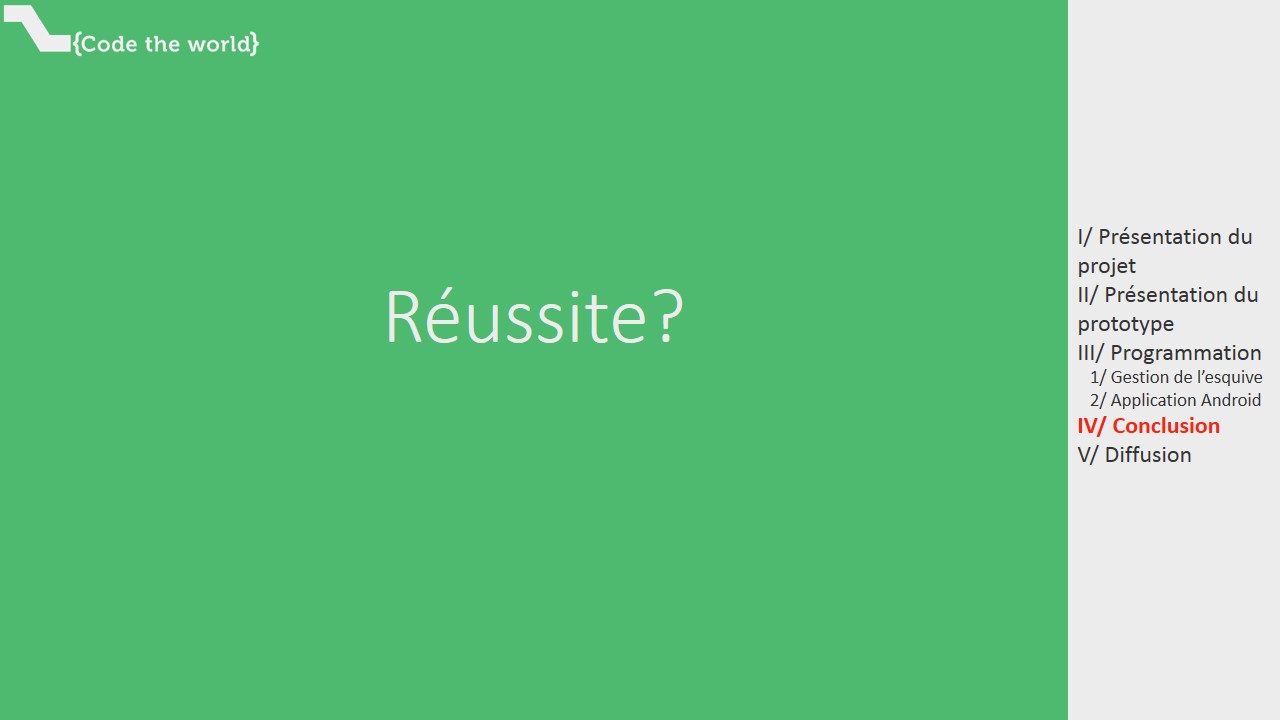 {Code the world}
Réussite?
I/ Présentation du
projet
II/ Présentation du
prototype
III/ Programmation
1/ Gestion de l’esquive
2/ Application Android
IV/ Conclusion
V/ Diffusion